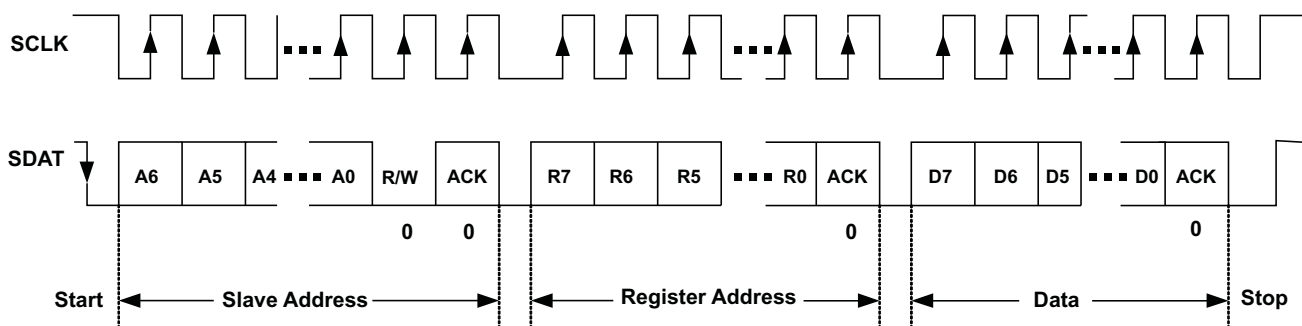 SCLK
SDAT
A6 A5 A4 A0 R/W ACK R7 R6 R5 R0 ACK D7 D6 D5 D0 ACK
0 0 0 0
Start Slave Address Register Address Data Stop